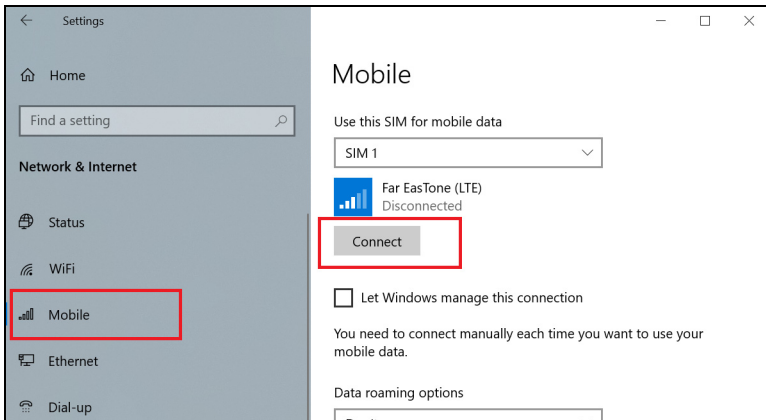 Settings
Home
Find a setting
Network & Internet
Status
WiFi
Mobile
Ethernet
Dial-up
Mobile
Use this SIM for mobile data
SIM 1
Far EasTone (LTE)
Disconnected
Connect
Let Windows manage this connection
You need to connect manually each time you want to use your
mobile data.
Data roaming options